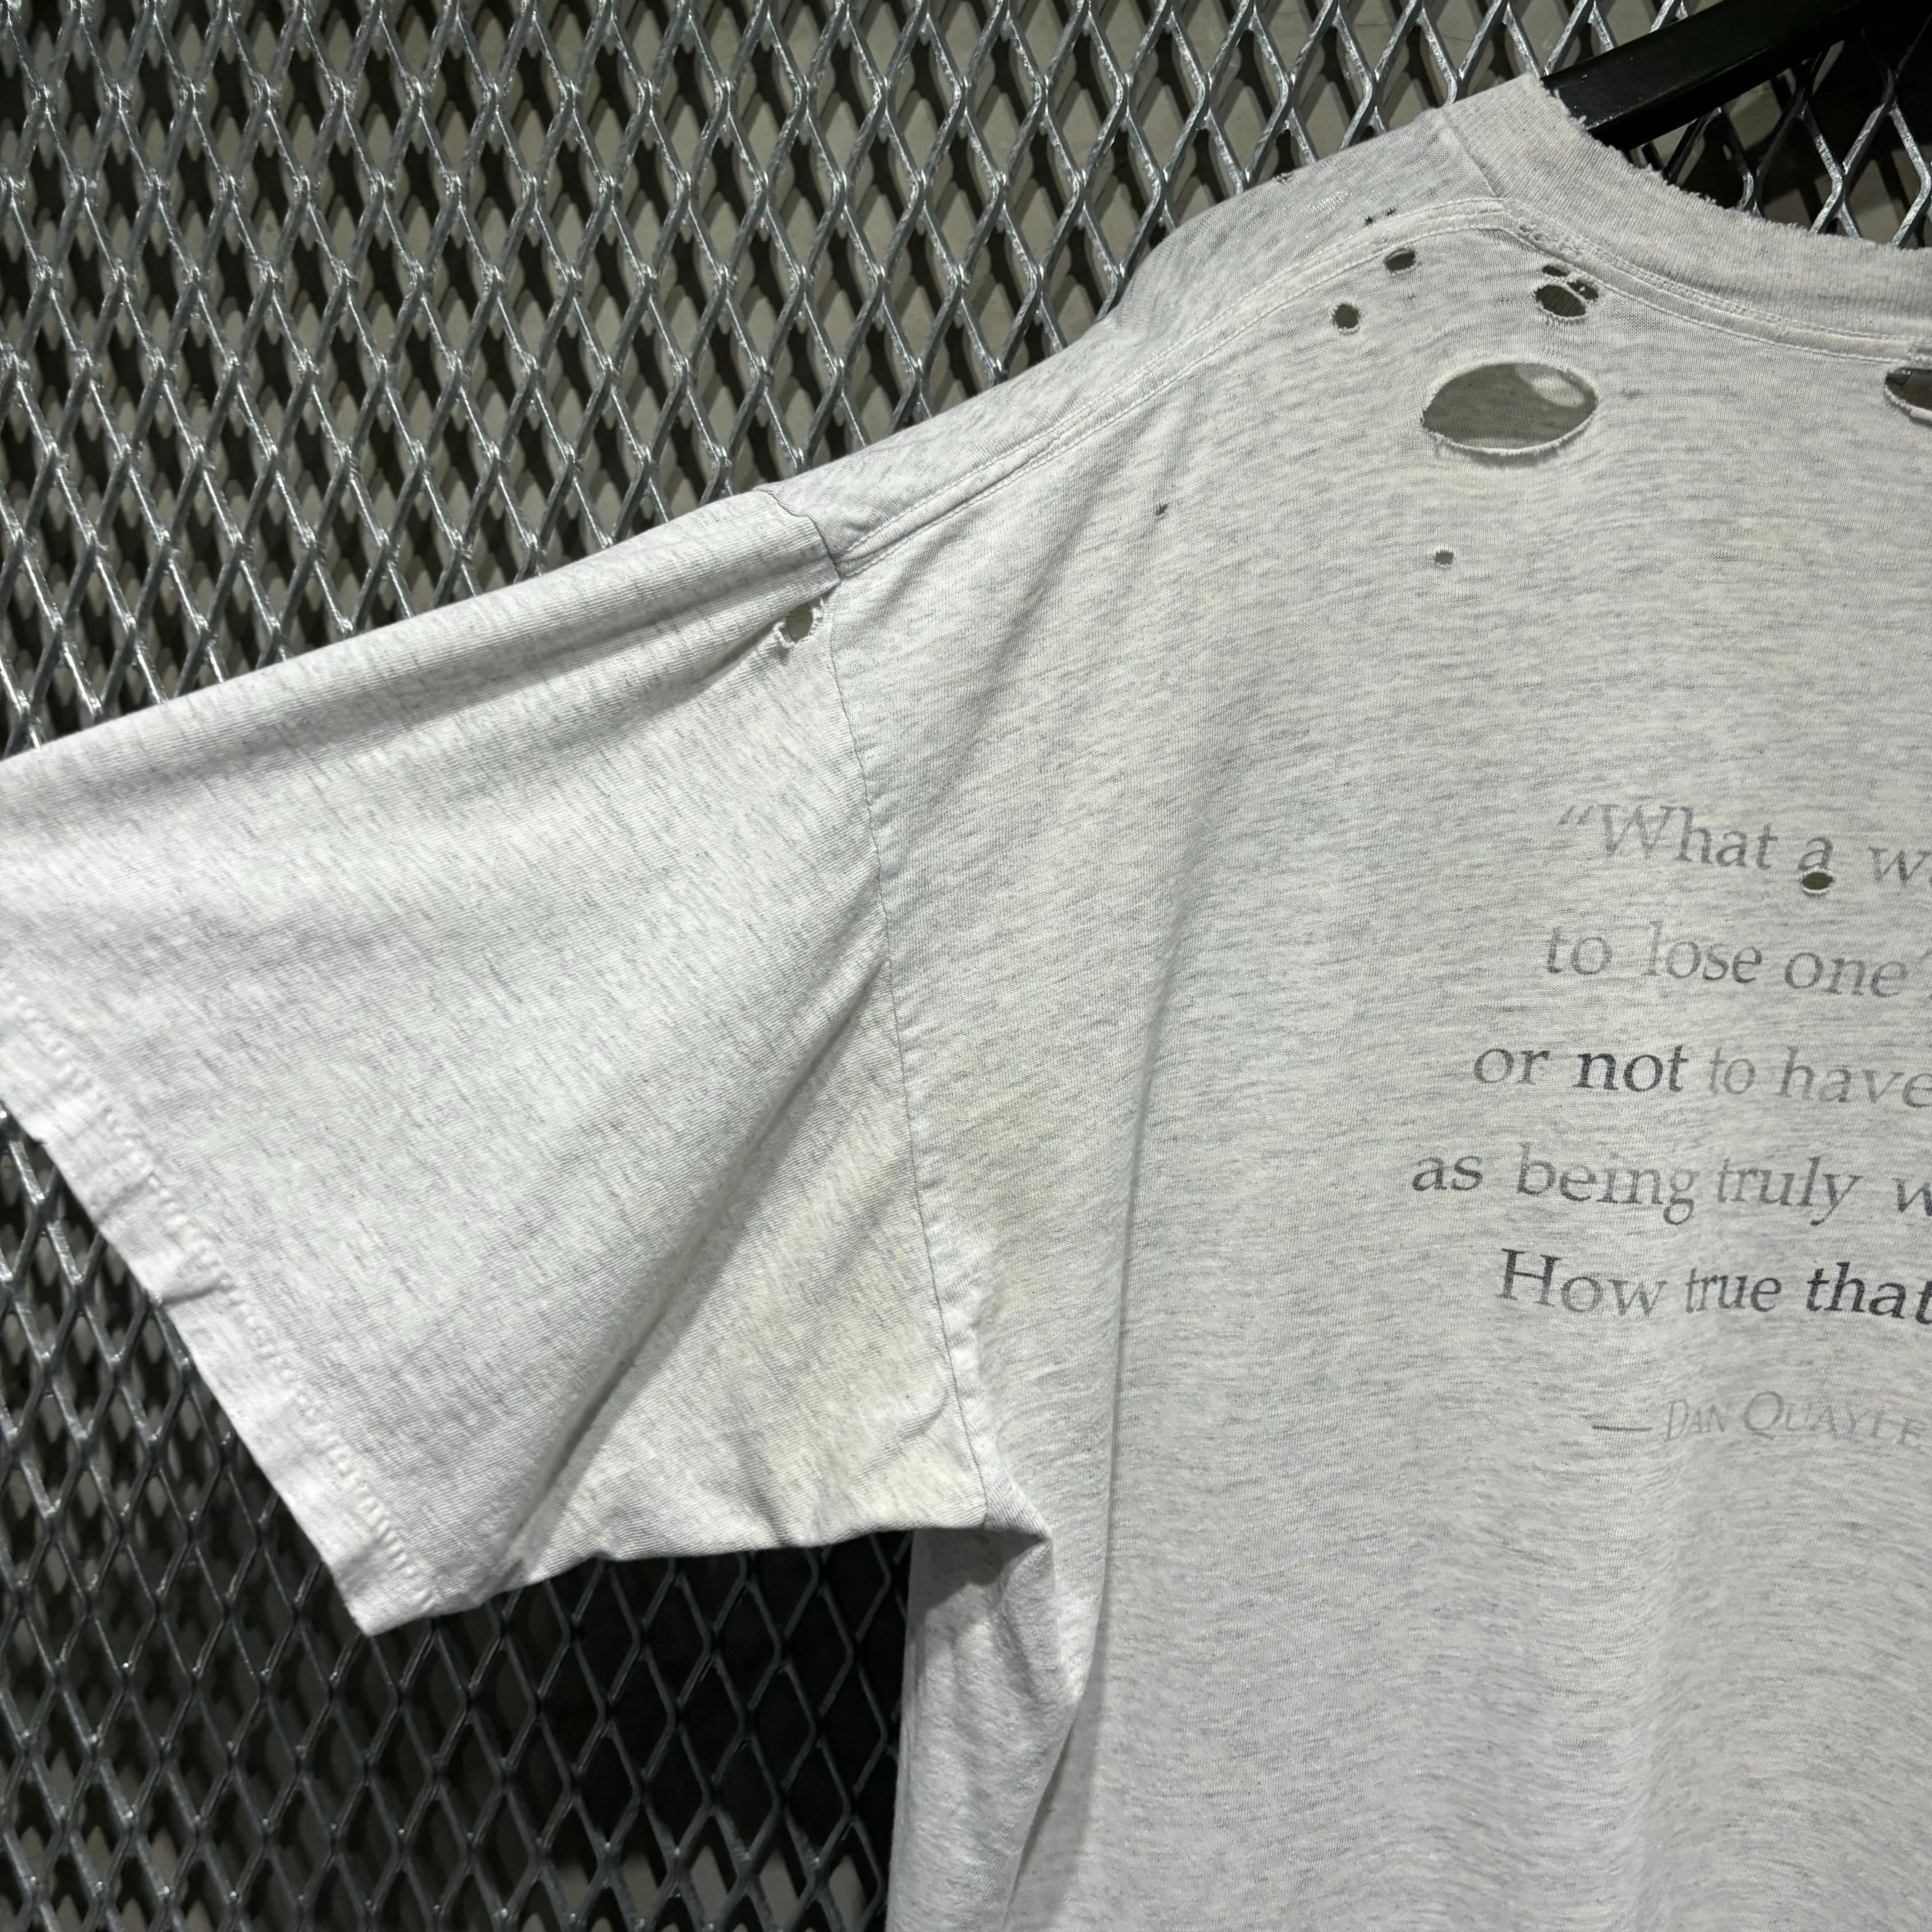 “What a
to lose one’
or not to have
as being truly
How true that
— DAN QUAYLE